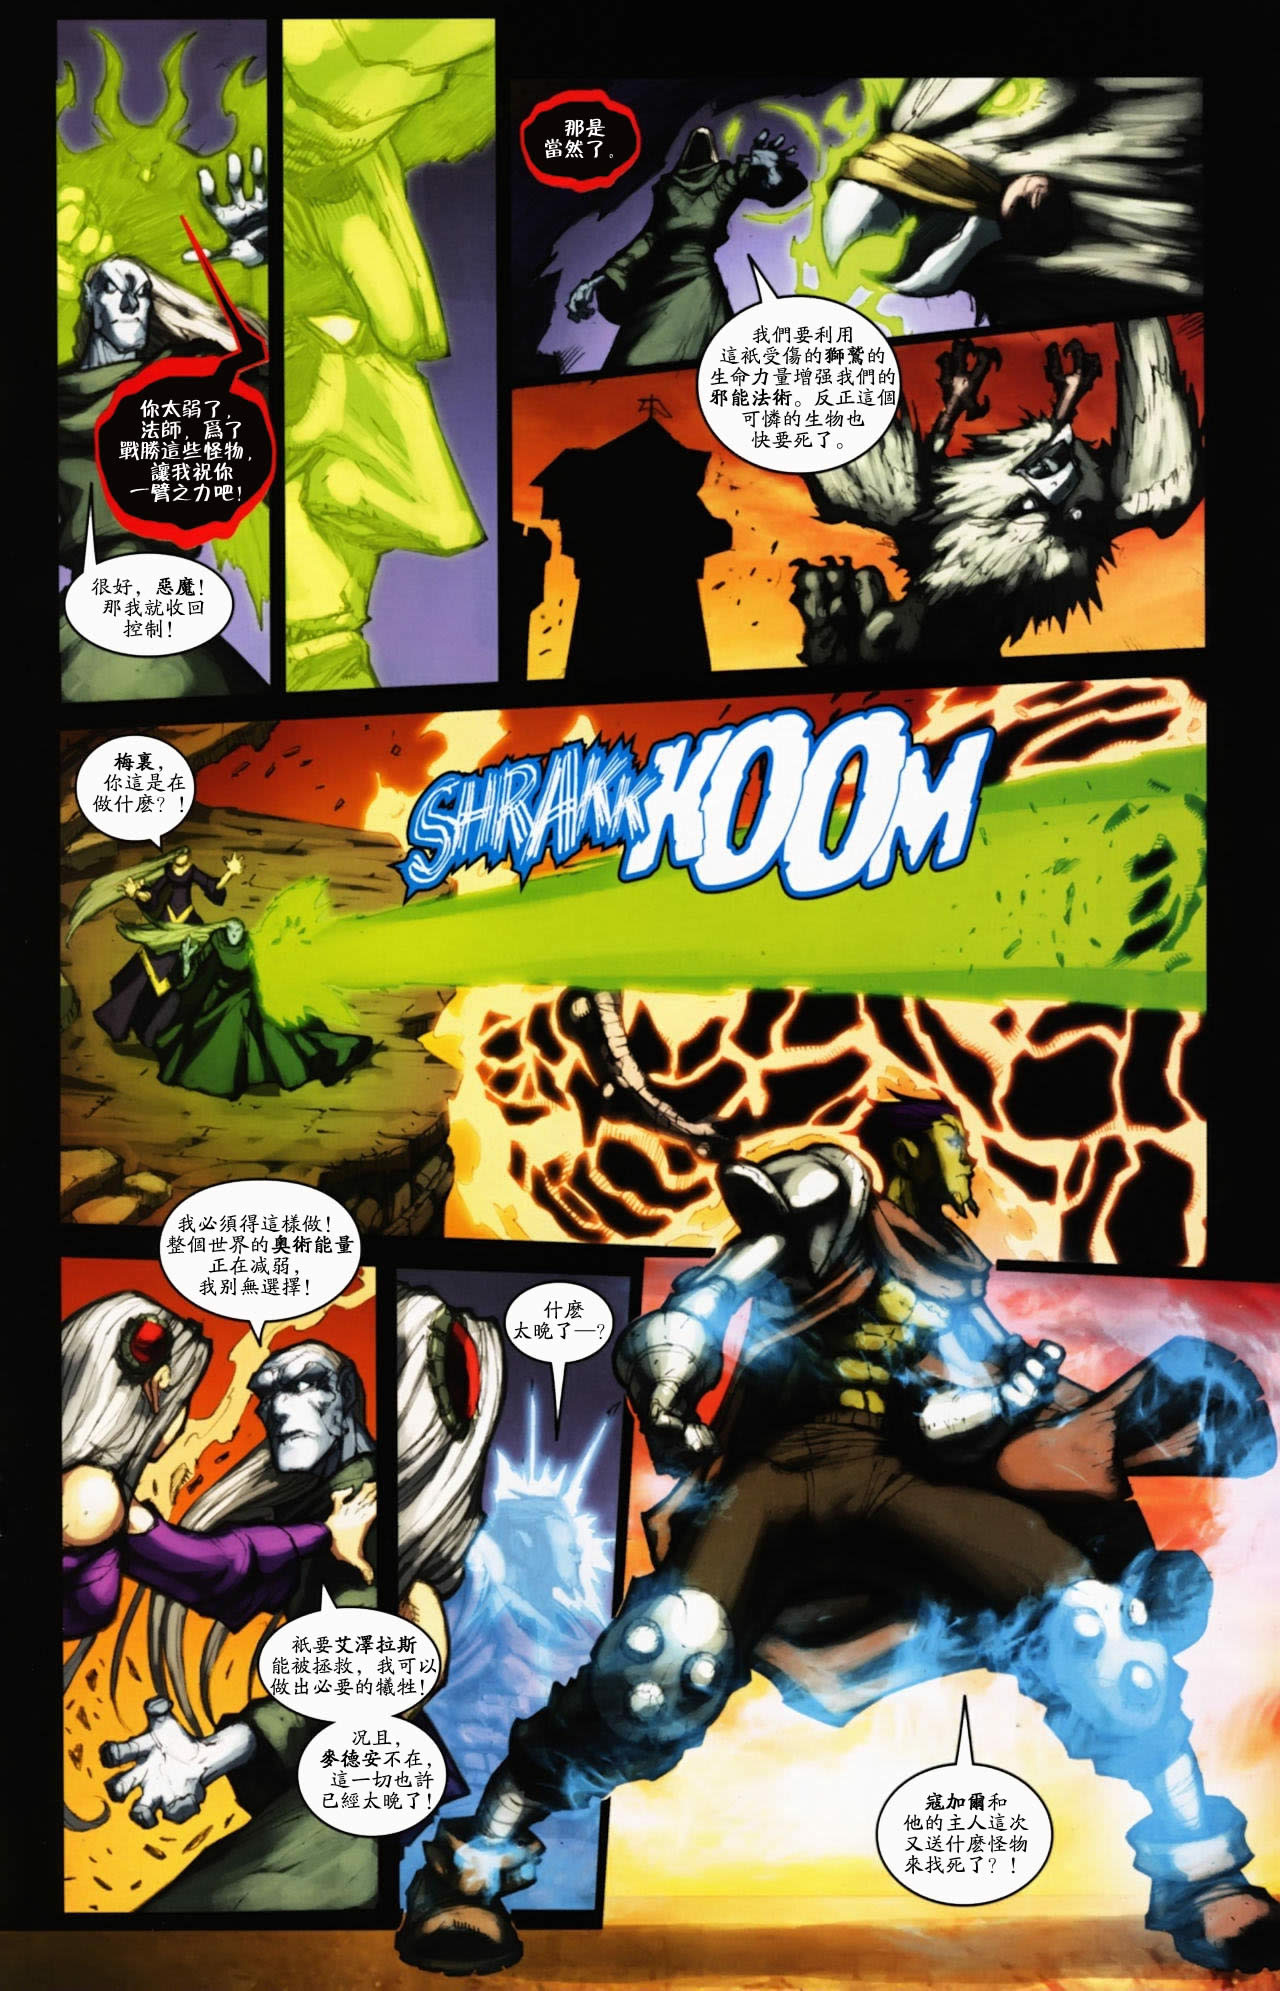 你太弱了，
法師，爲了
戰勝這些怪物，
讓我祝你
一臂之力吧！
很好，惡魔！
那我就收回
控制！
那是
當然了。
我們要利用
這衹受傷的獅鷲的
生命力量增强我們的
邪能法術。反正這個
可憐的生物也
快要死了。
梅裏，
你這是在
做什麽？！
SHRAKKKOOM
我必須得這樣做！
整個世界的奧術能量
正在减弱，
我别無選擇！
衹要艾澤拉斯
能被拯救，我可以
做出必要的犧牲！
况且，
麥德安不在，
這一切也許
已經太晚了！
什麽
太晚了—？
寇加爾和
他的主人這次
又送什麽怪物
來找死了？！